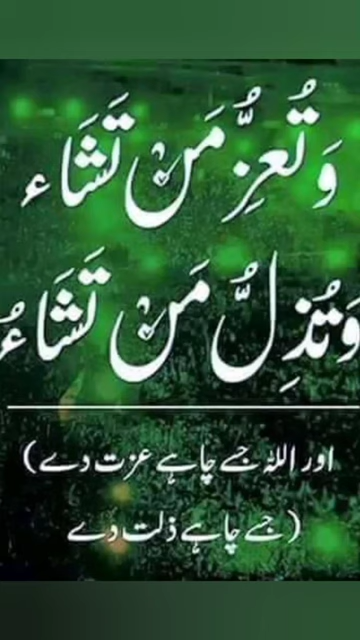 وَتُعِزُّ مَنْ تَشَاء
وَتُذِلُّ مَنْ تَشَاءُ
اور اللہ جسے چاہے عزت دے)
(جسے چاہے ذلت دے